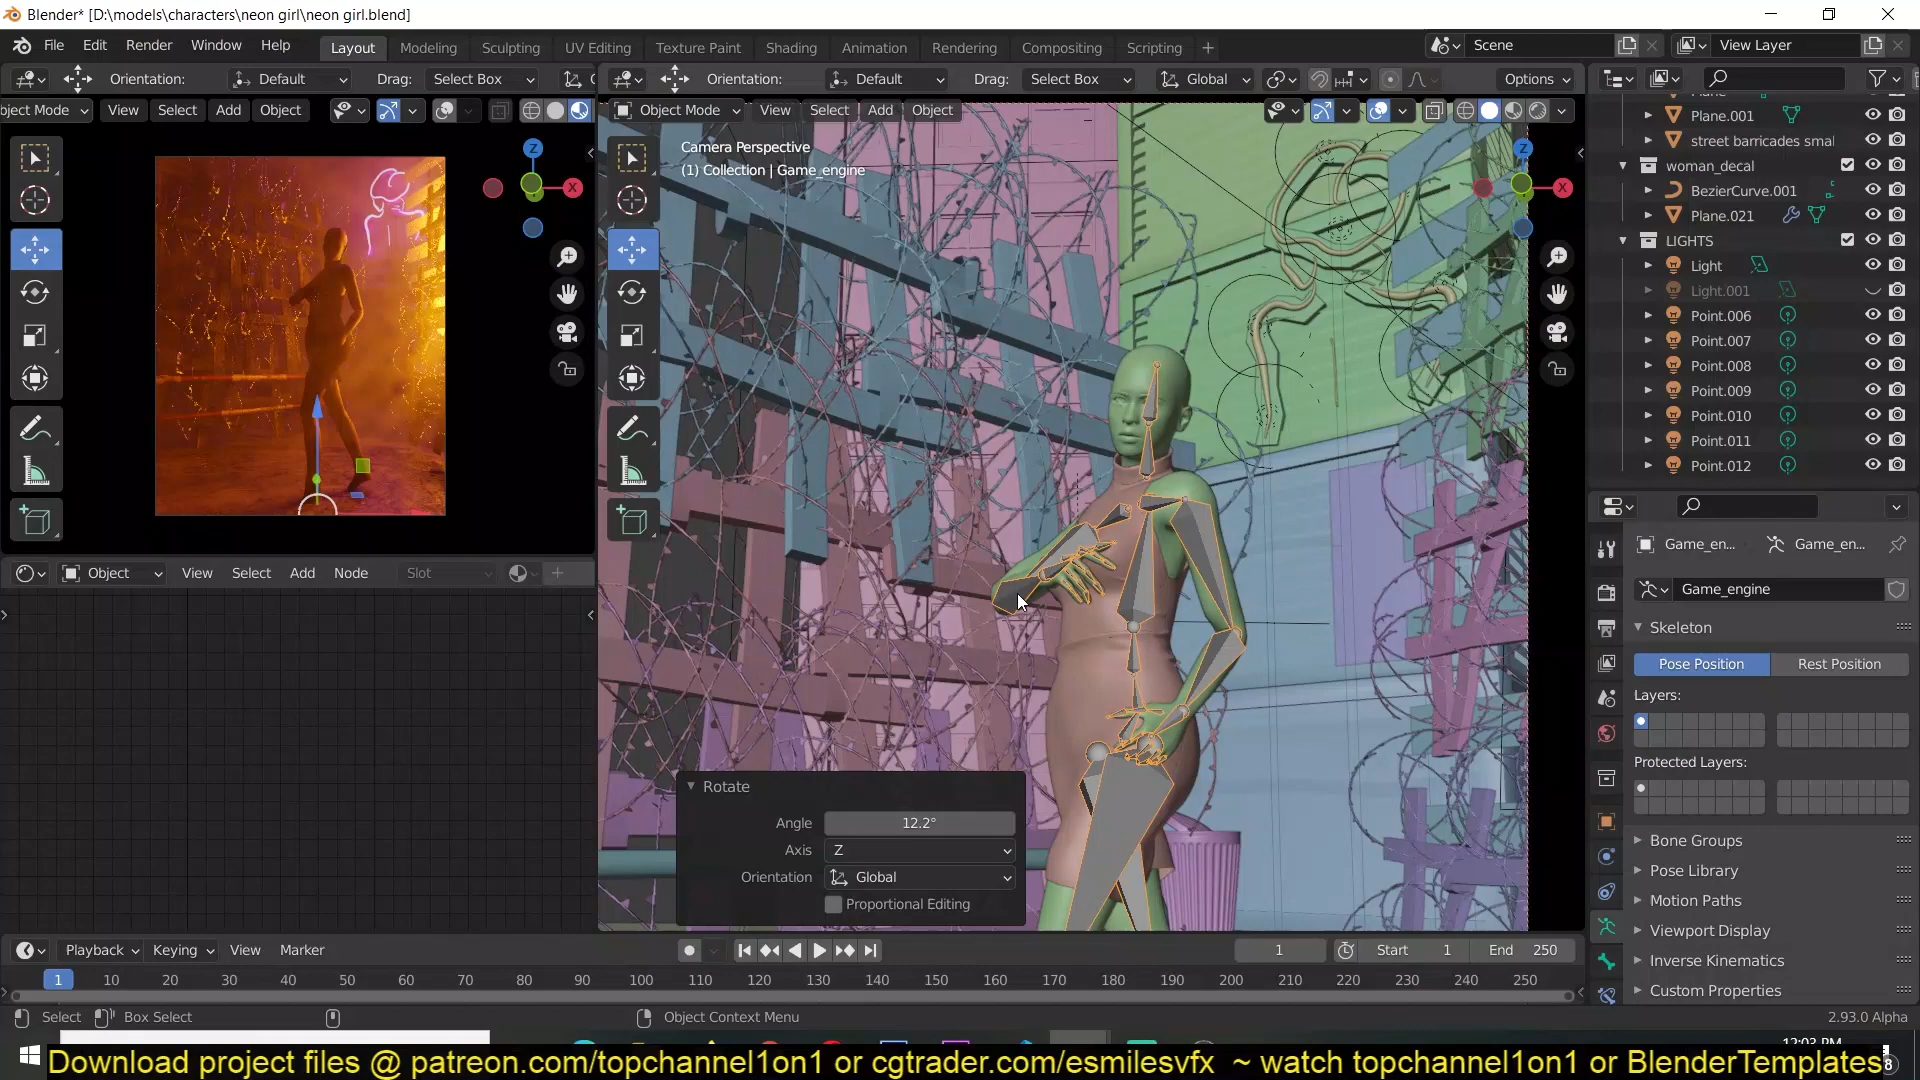 Blender* [D:\models\characters\neon girl\neon girl.blend]
File Edit Render Window Help Layout Modeling Sculpting UV Editing Texture Paint Shading Animation Rendering Compositing Scripting + Scene View Layer
Orientation: Default Drag: Select Box Orientation: Default Drag: Select Box Global Options
bject Mode View Select Add Object Object Mode View Select Add Object
Camera Perspective
(1) Collection | Game_engine
Z
X
Z
X
Plane.001
street barricades smal
woman_decal
BezierCurve.001
Plane.021
LIGHTS
Light
Light.001
Point.006
Point.007
Point.008
Point.009
Point.010
Point.011
Point.012
Game_en... Game_en...
Game_engine
Skeleton
Pose Position Rest Position
Layers:
Protected Layers:
Bone Groups
Pose Library
Motion Paths
Viewport Display
Inverse Kinematics
Custom Properties
Object View Select Add Node Slot
Rotate
Angle 12.2°
Axis Z
Orientation Global
Proportional Editing
Playback Keying View Marker 1 Start 1 End 250
1 10 20 30 40 50 60 70 80 90 100 110 120 130 140 150 160 170 180 190 200 210 220 230 240 250
Select Box Select Object Context Menu 2.93.0 Alpha
Download project files @ patreon.com/topchannel1on1 or cgtrader.com/esmilesvfx ~ watch topchannel1on1 or BlenderTemplates